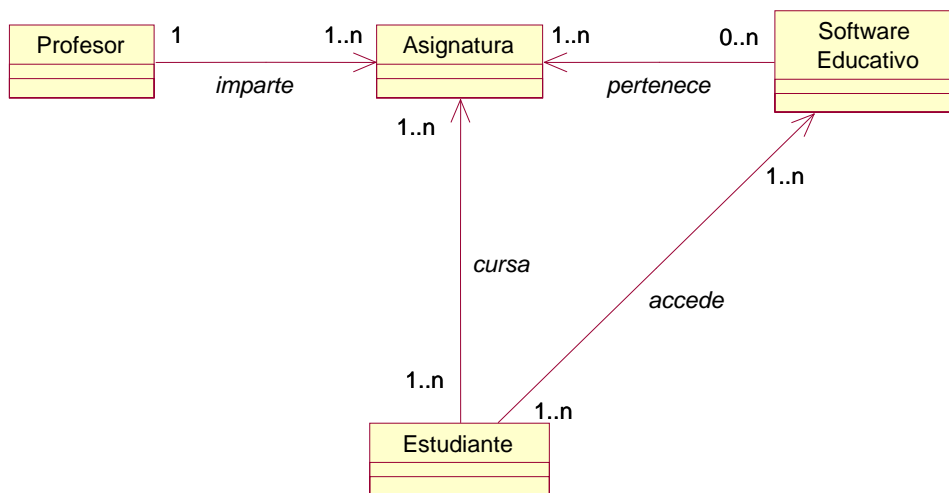 Profesor
1
1..n
Asignatura
1..n
0..n
Software
Educativo
imparte
pertenece
1..n
1..n
cursa
accede
1..n
1..n
Estudiante